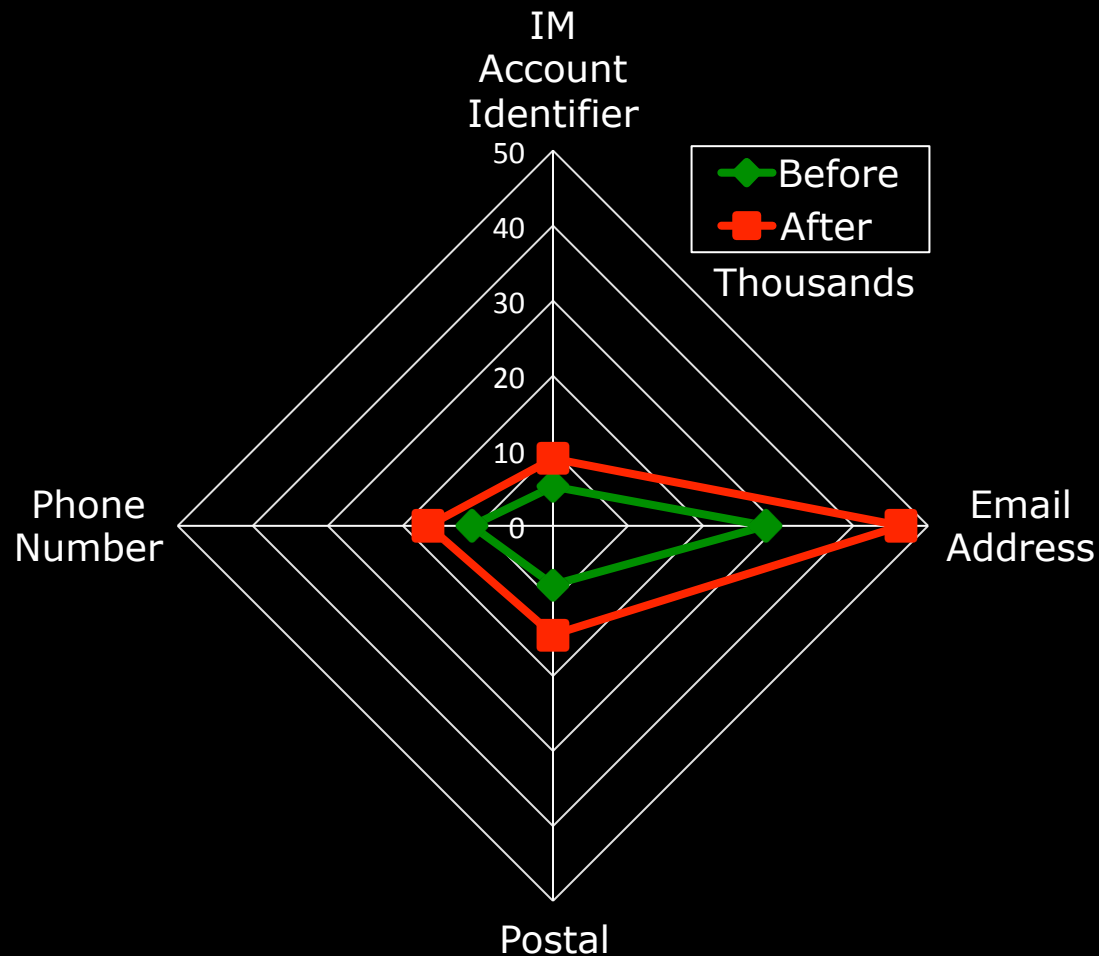 IM
Account
Identifier
50
Before
40
After
Thousands
30
20
10
Phone
Number
0
Email
Address
Postal